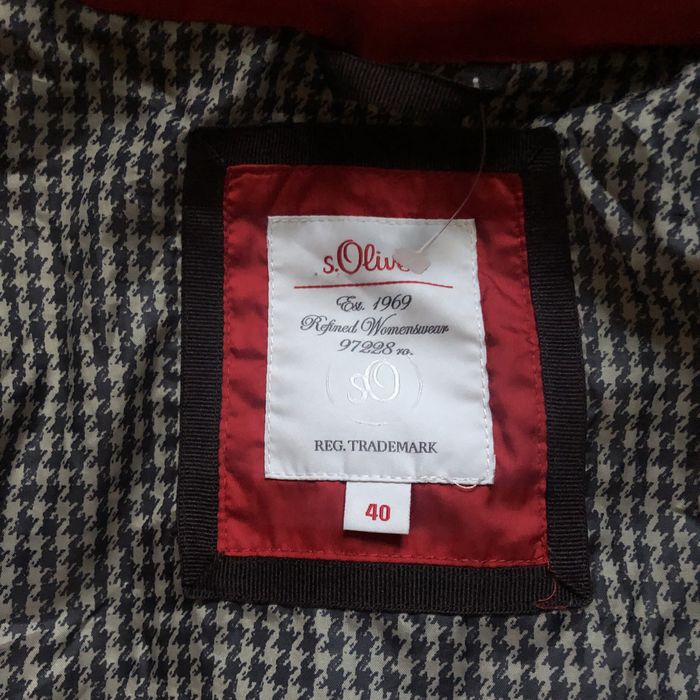 s.Olive
Est. 1969
Refined Womenswear
97228 ro.
sO
REG. TRADEMARK
40